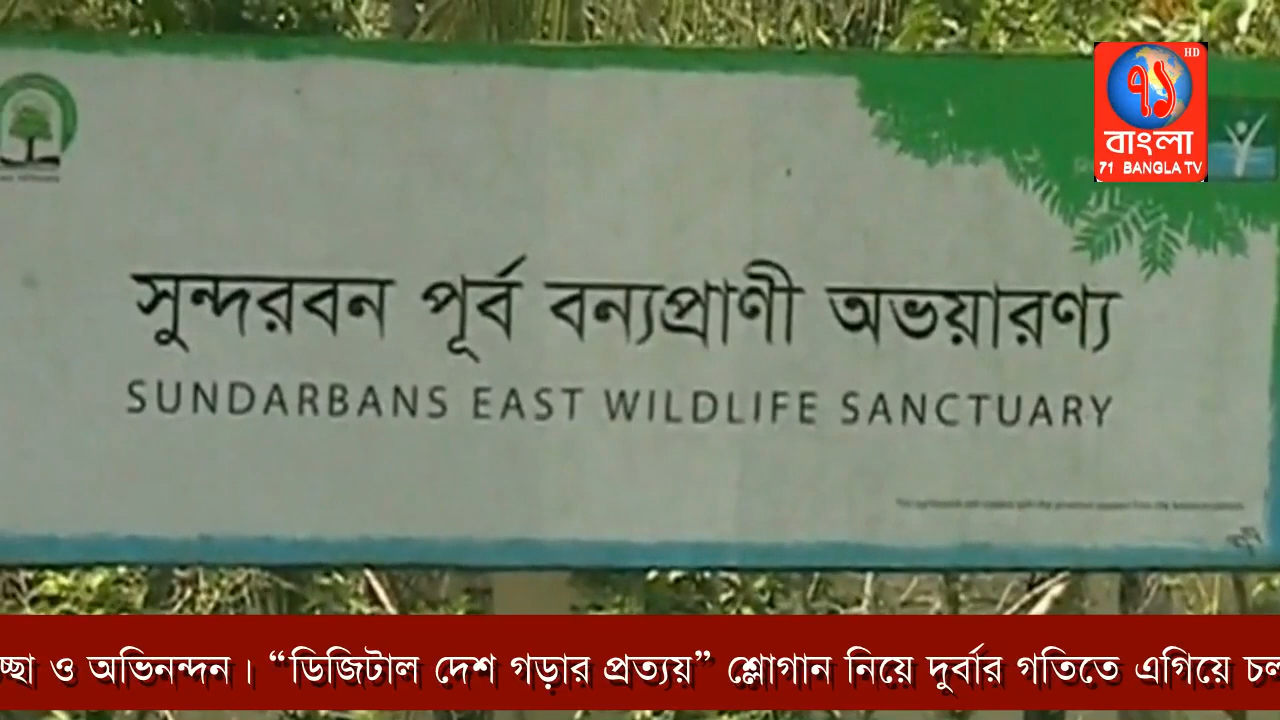 HD
৭১
বাংলা
71 BANGLA TV
সুন্দরবন পূর্ব বন্যপ্রাণী অভয়ারণ্য
SUNDARBANS EAST WILDLIFE SANCTUARY
ও অভিনন্দন। “ডিজিটাল দেশ গড়ার প্রত্যয়” শ্লোগান নিয়ে দুর্বার গতিতে এগিয়ে